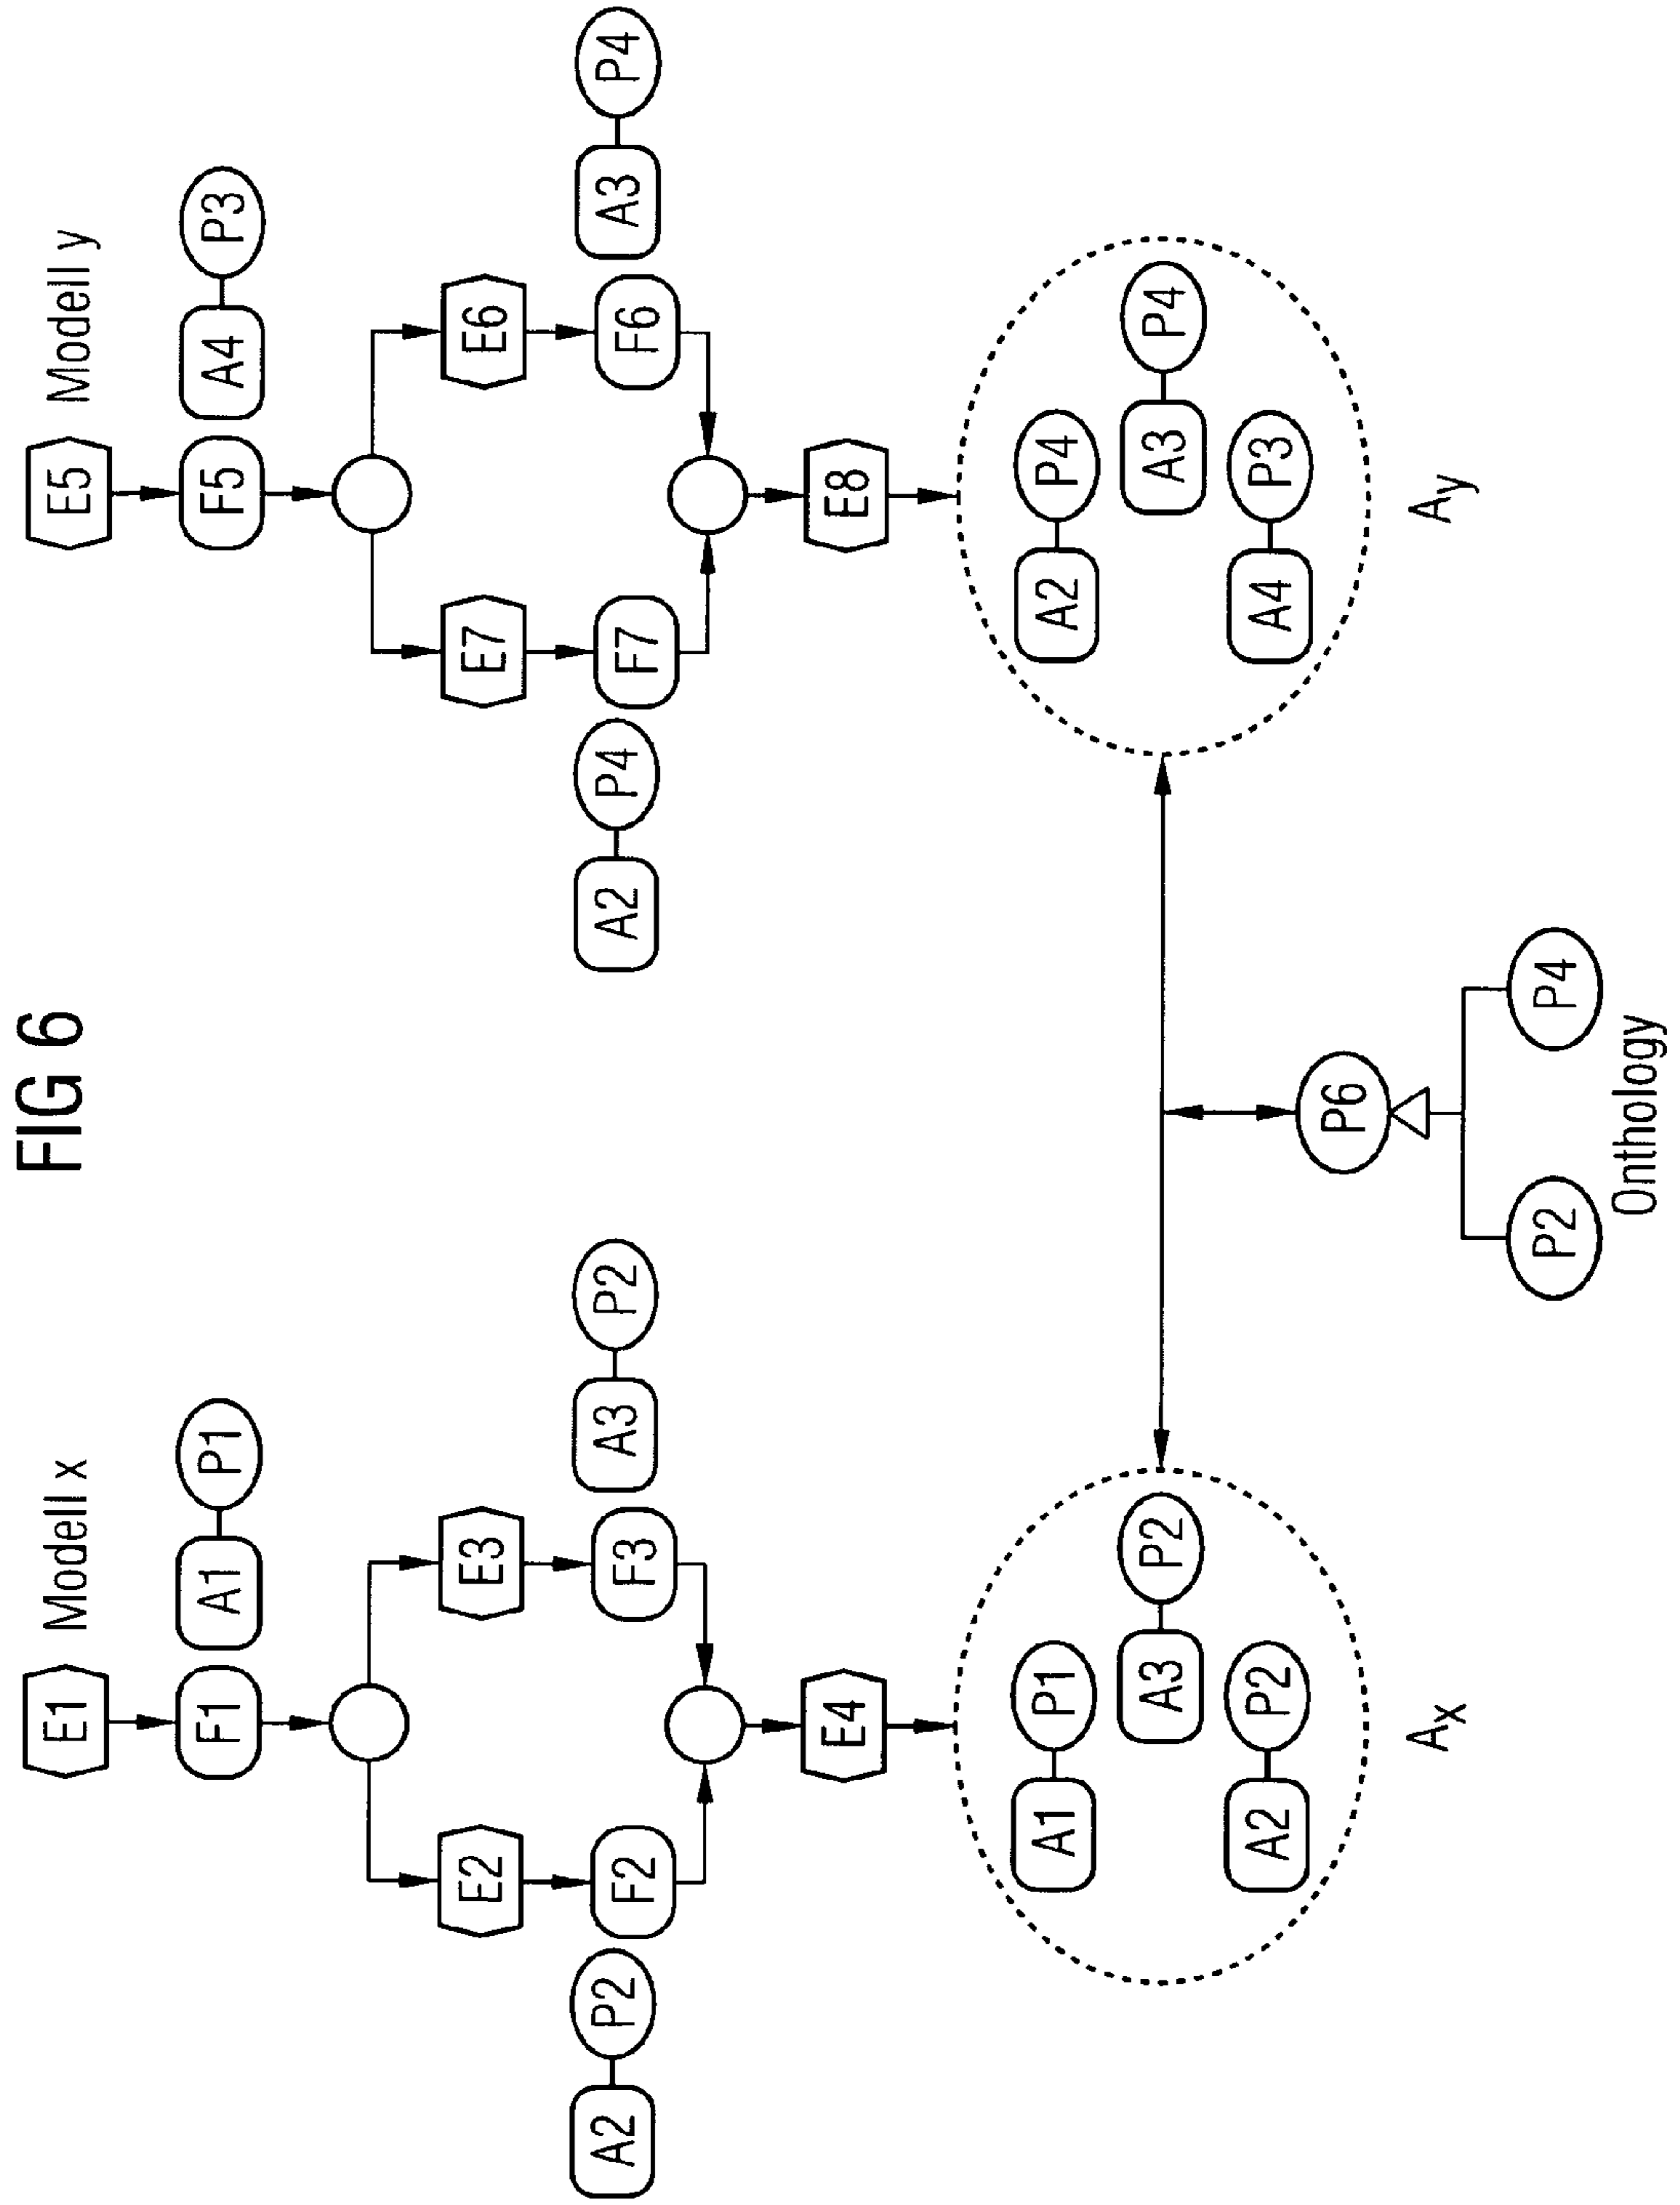 FIG 6
Modell x
E1
F1
A1
P1
E2
E3
A2
P2
F2
F3
A3
P2
E4
A1
P1
A3
P2
A2
P2
Ax
Modell y
E5
F5
A4
P3
E7
E6
A2
P4
F7
F6
A3
P4
E8
A2
P4
A3
P4
A4
P3
Ay
P6
P2
P4
Onthology